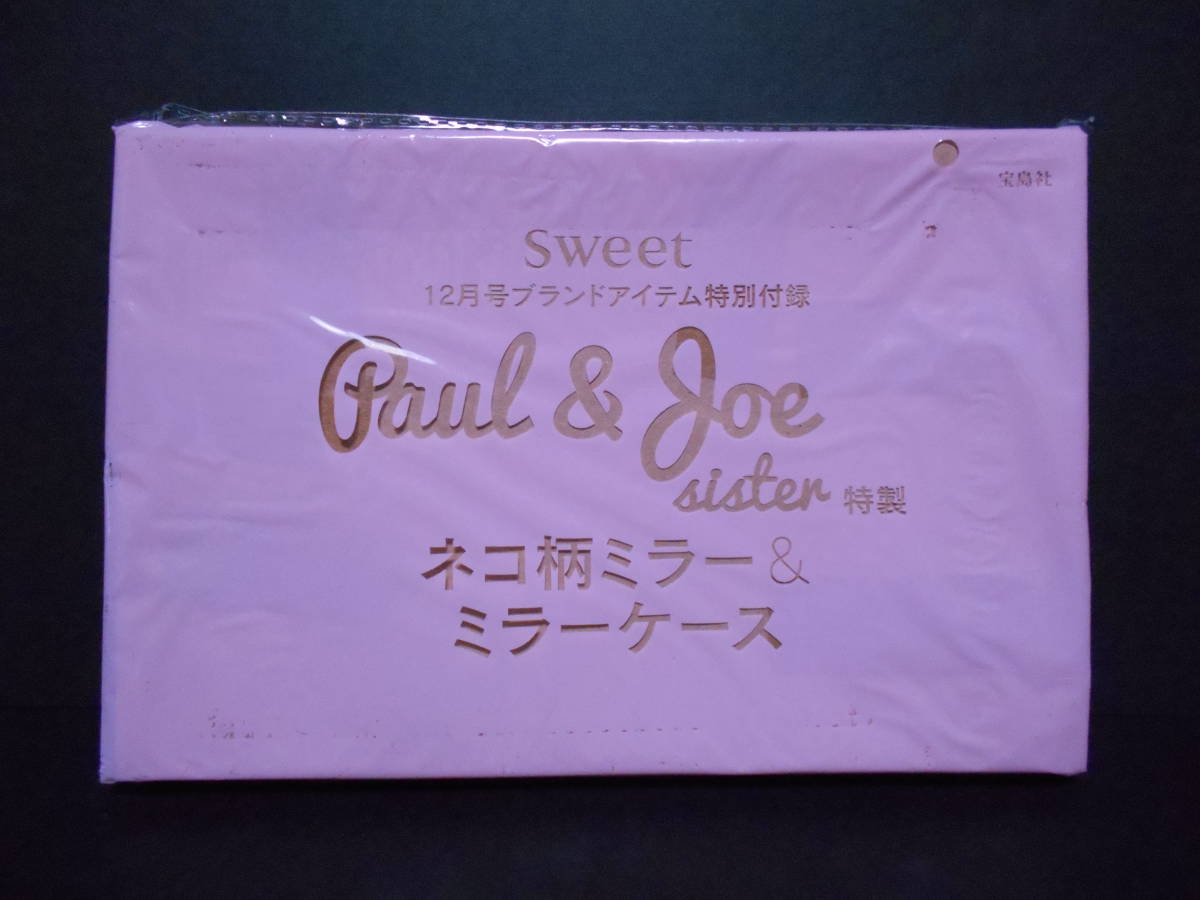 宝島社
sweet
12月号ブランドアイテム特別付録
Paul & Joe
sister 特製
ネコ柄ミラー&
ミラーケース